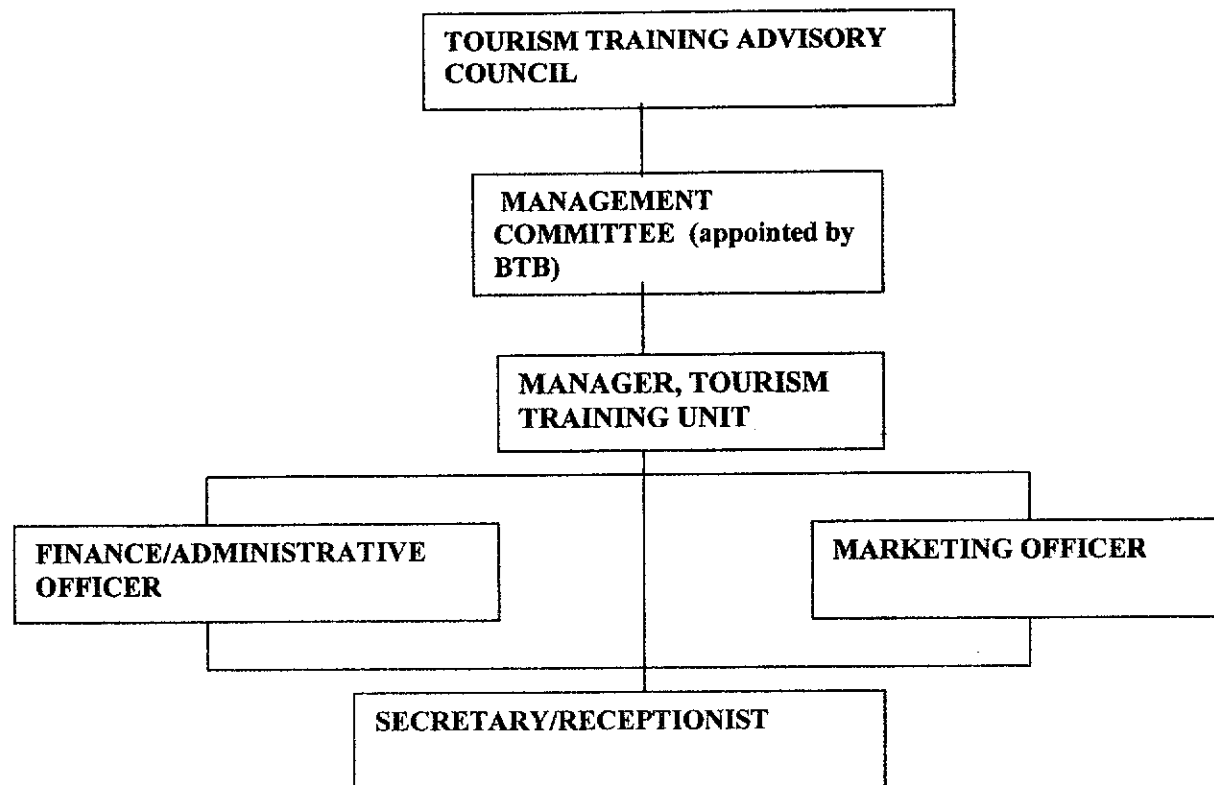 TOURISM TRAINING ADVISORY
COUNCIL
MANAGEMENT
COMMITTEE (appointed by
BTB)
MANAGER, TOURISM
TRAINING UNIT
FINANCE/ADMINISTRATIVE
OFFICER
MARKETING OFFICER
SECRETARY/RECEPTIONIST